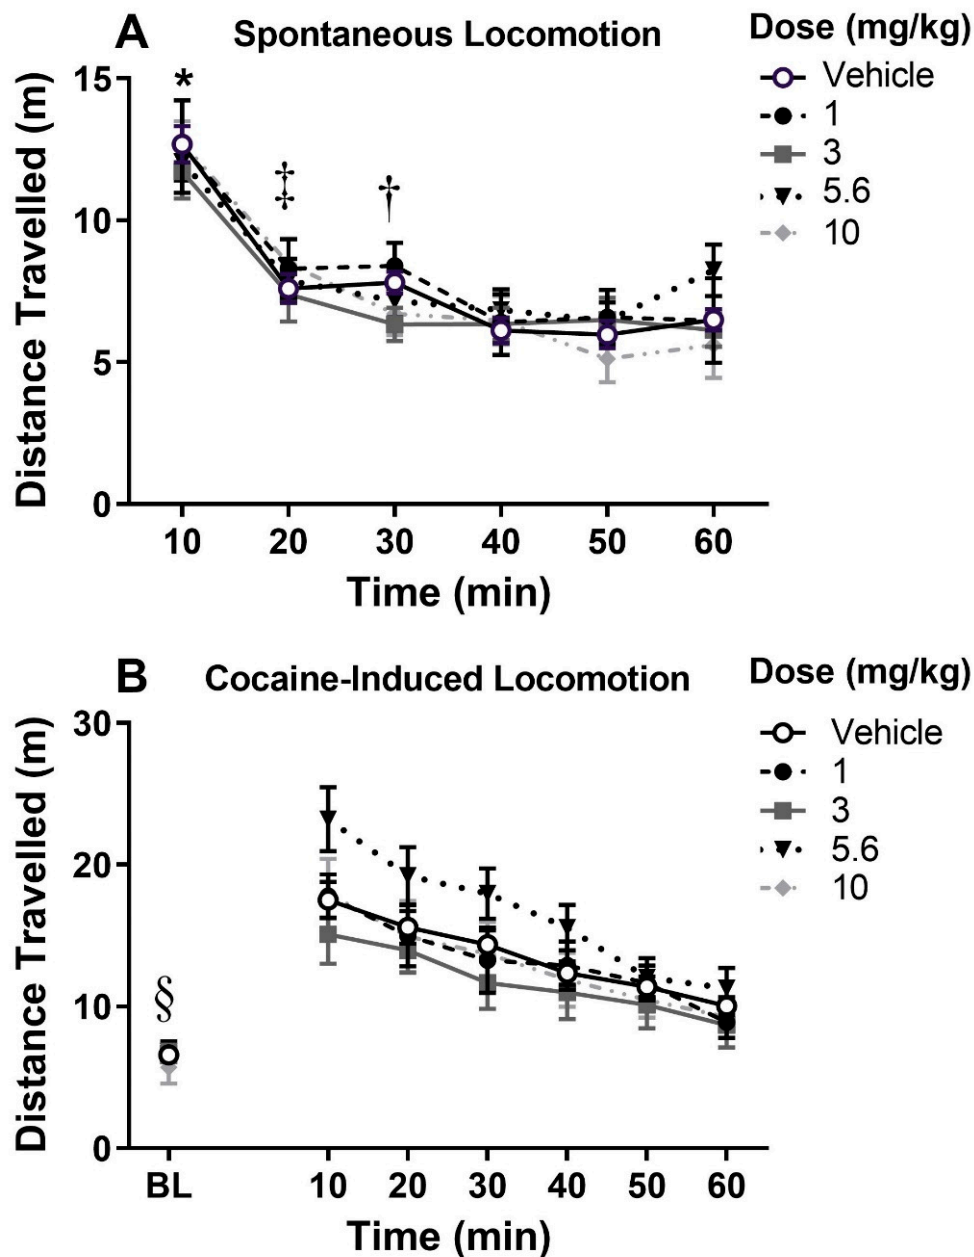 A Spontaneous Locomotion
Dose (mg/kg)
Vehicle
1
3
5.6
10
Distance Travelled (m)
15
10
5
0
*
‡
‡
†
10 20 30 40 50 60
Time (min)
B Cocaine-Induced Locomotion
Dose (mg/kg)
Vehicle
1
3
5.6
10
Distance Travelled (m)
30
20
10
0
§
BL 10 20 30 40 50 60
Time (min)